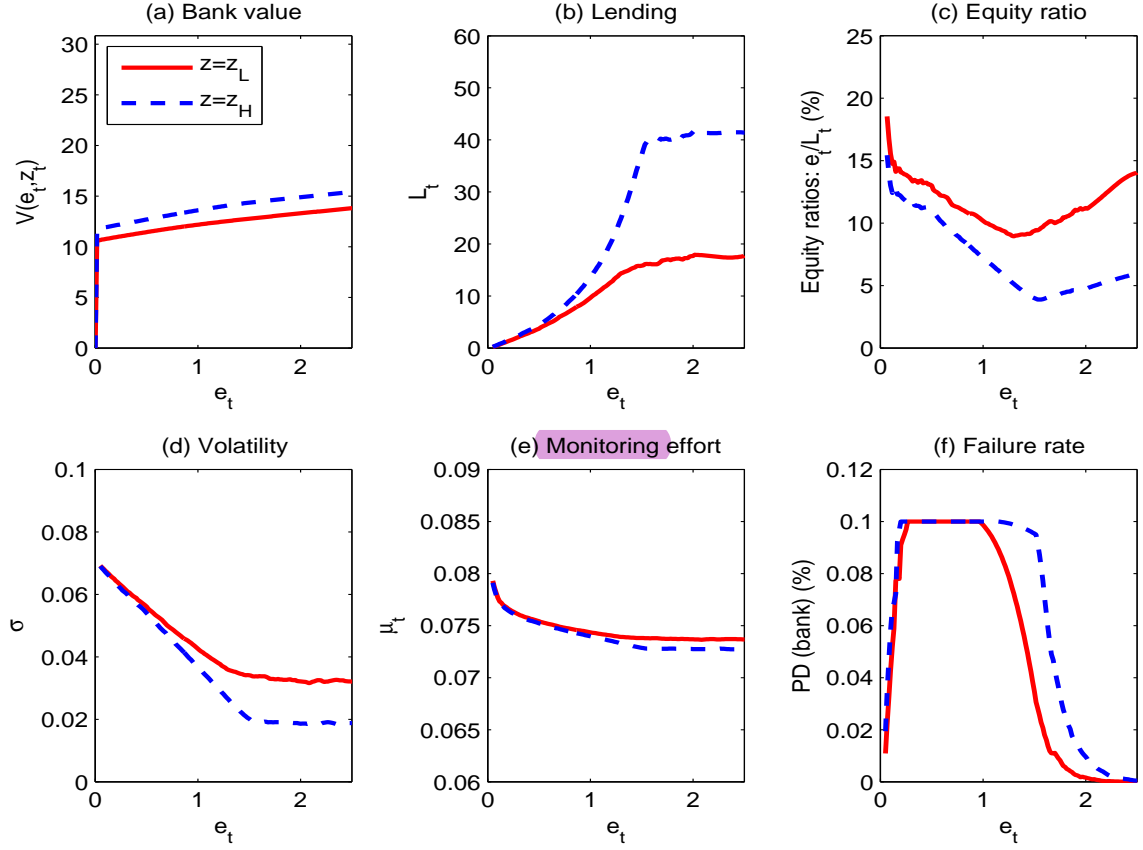 (a) Bank value
30
25
20
15
10
5
0
0 1 2
V(e_t,z_t)
e_t
z=z_L
z=z_H
(b) Lending
60
50
40
30
20
10
0
0 1 2
L_t
e_t
(c) Equity ratio
25
20
15
10
5
0
0 1 2
Equity ratios: e_t/L_t (%)
e_t
(d) Volatility
0.1
0.08
0.06
0.04
0.02
0
0 1 2
σ
e_t
(e) Monitoring effort
0.09
0.085
0.08
0.075
0.07
0.065
0.06
0 1 2
μ_t
e_t
(f) Failure rate
0.12
0.1
0.08
0.06
0.04
0.02
0
0 1 2
PD (bank) (%)
e_t